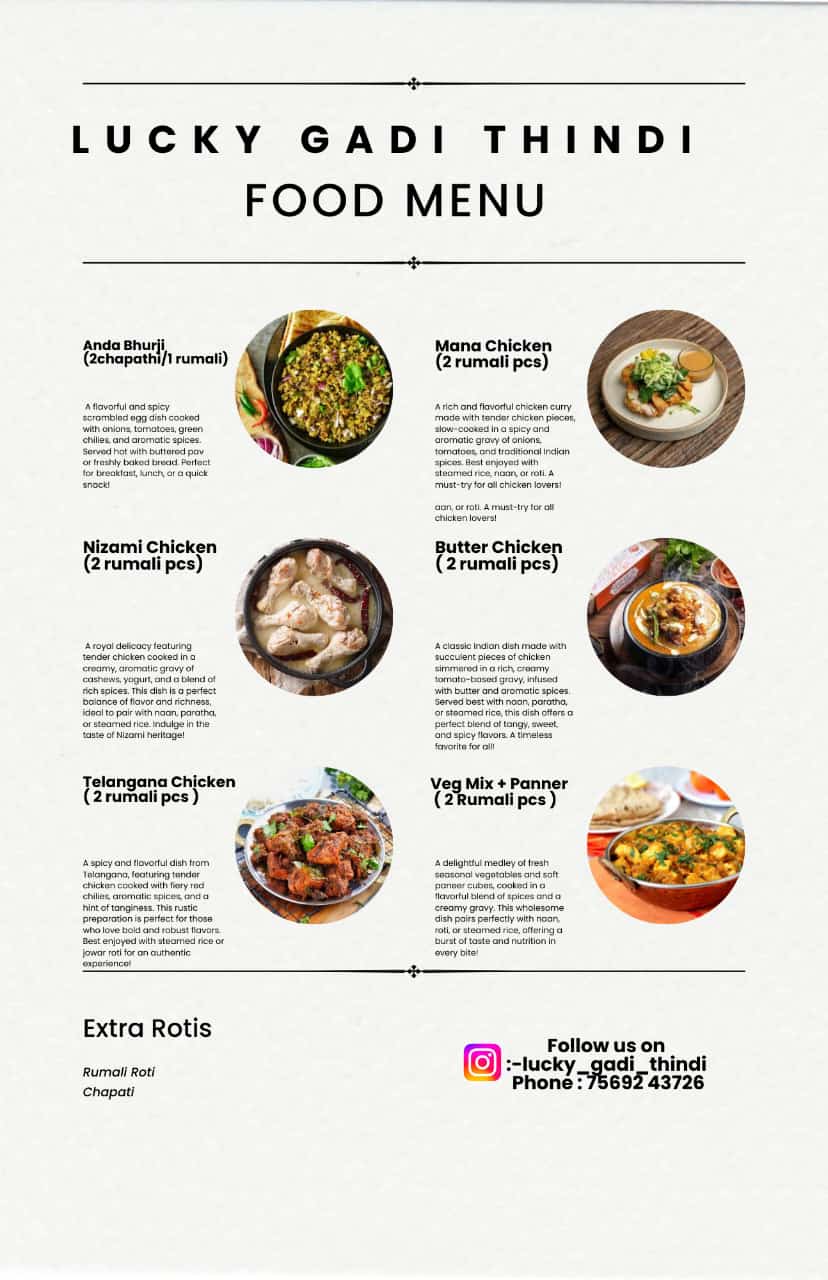 LUCKY GADI THINDI
FOOD MENU
Anda Bhurji
(2chapathi/1 rumali)
A flavorful and spicy
scrambled egg dish cooked
with onions, tomatoes, green
chilies, and aromatic spices.
Served hot with buttered pav
or freshly baked bread. Perfect
for breakfast, lunch, or a quick
snack!
Mana Chicken
(2 rumali pcs)
A rich and flavorful chicken curry
made with tender chicken pieces,
slow-cooked in a spicy and
aromatic gravy of onions,
tomatoes, and traditional Indian
spices. Best enjoyed with
steamed rice, naan, or roti. A
must-try for all chicken lovers!
aan, or roti. A must-try for all
chicken lovers!
Nizami Chicken
(2 rumali pcs)
A royal delicacy featuring
tender chicken cooked in a
creamy, aromatic gravy of
cashews, yogurt, and a blend of
rich spices. This dish is a perfect
balance of flavor and richness,
ideal to pair with naan, paratha,
or steamed rice. Indulge in the
taste of Nizami heritage!
Butter Chicken
( 2 rumali pcs)
A classic Indian dish made with
succulent pieces of chicken
simmered in a rich, creamy
tomato-based gravy, infused
with butter and aromatic spices.
Served best with naan, paratha,
or steamed rice, this dish offers a
perfect blend of tangy, sweet,
and spicy flavors. A timeless
favorite for all!
Telangana Chicken
( 2 rumali pcs )
A spicy and flavorful dish from
Telangana, featuring tender
chicken cooked with fiery red
chilies, aromatic spices, and a
hint of tanginess. This rustic
preparation is perfect for those
who love bold and robust flavors.
Best enjoyed with steamed rice or
jowar roti for an authentic
experience!
Veg Mix + Panner
( 2 Rumali pcs )
A delightful medley of fresh
seasonal vegetables and soft
paneer cubes, cooked in a
flavorful blend of spices and a
creamy gravy. This wholesome
dish pairs perfectly with naan,
roti, or steamed rice, offering a
burst of taste and nutrition in
every bite!
Extra Rotis
Rumali Roti
Chapati
Follow us on
:-lucky_gadi_thindi
Phone : 75692 43726